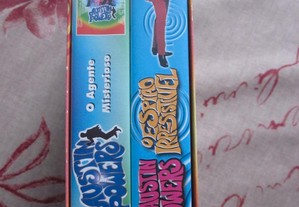 AUSTIN
POWERS
O Agente
Misterioso
AUSTIN
POWERS
O ESPIÃO
IRRESISTÍVEL